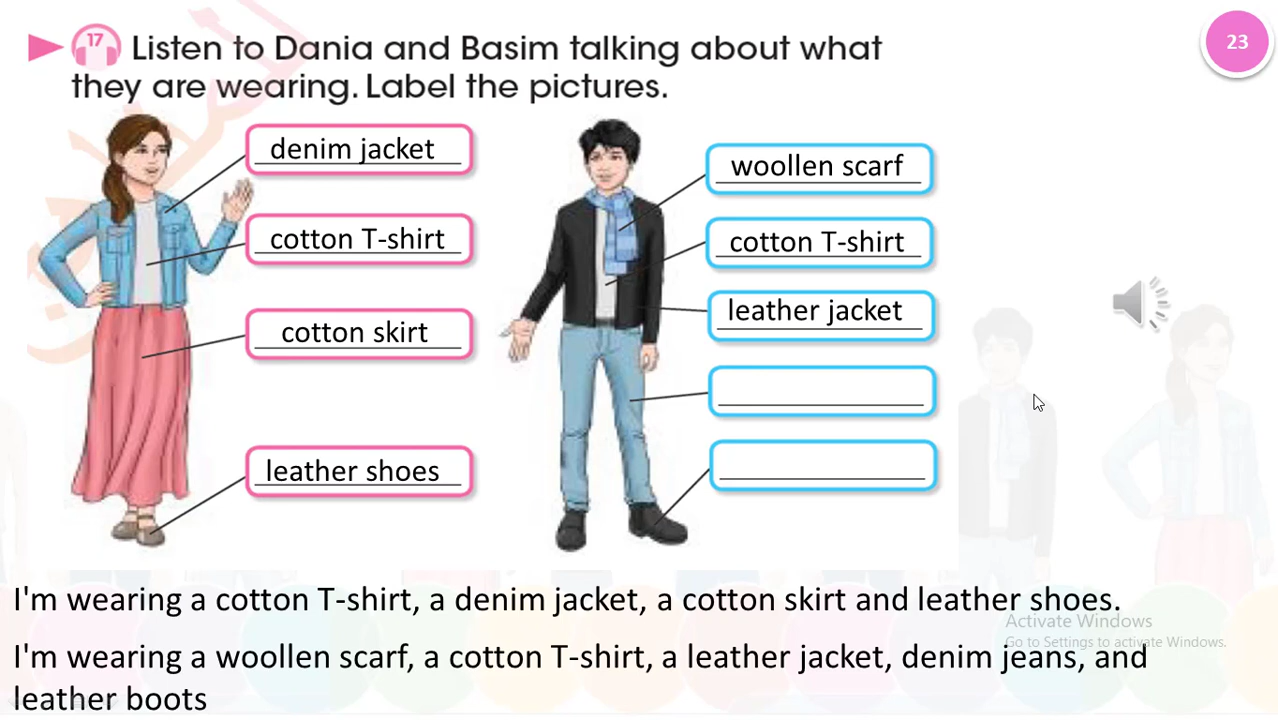 17 Listen to Dania and Basim talking about what
they are wearing. Label the pictures.
23
denim jacket
cotton T-shirt
cotton skirt
leather shoes
woollen scarf
cotton T-shirt
leather jacket
I'm wearing a cotton T-shirt, a denim jacket, a cotton skirt and leather shoes.
Activate Windows
Go to Settings to activate Windows.
I'm wearing a woollen scarf, a cotton T-shirt, a leather jacket, denim jeans, and
leather boots